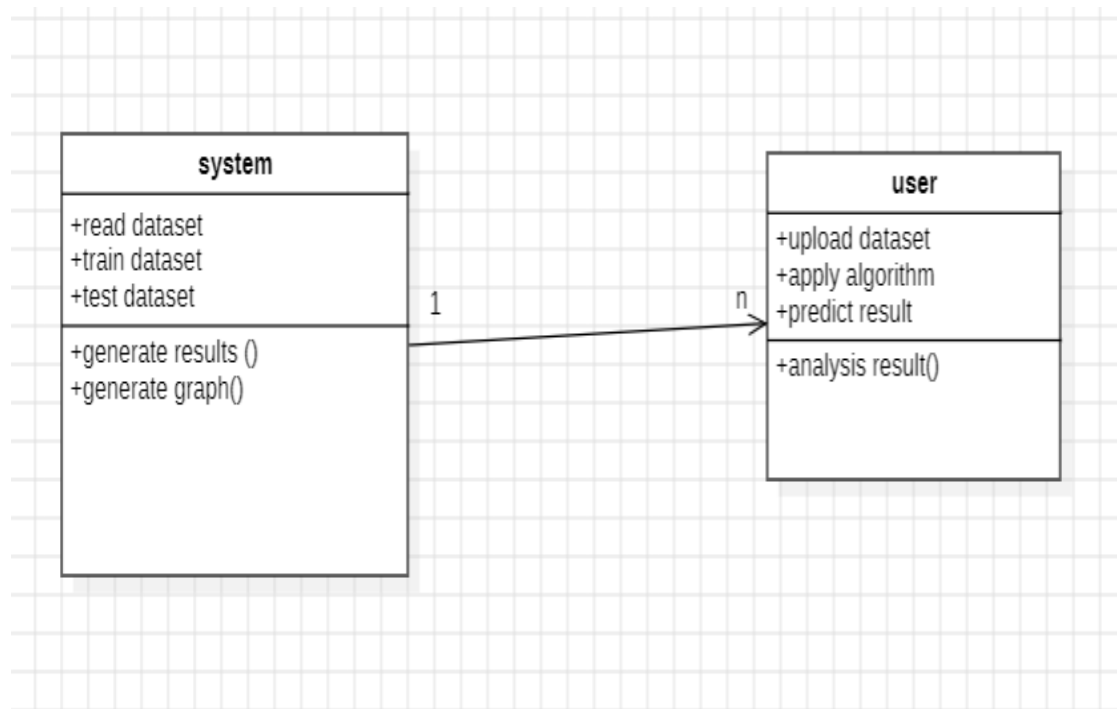 system
+read dataset
+train dataset
+test dataset
+generate results ()
+generate graph()
1
n
user
+upload dataset
+apply algorithm
+predict result
+analysis result()